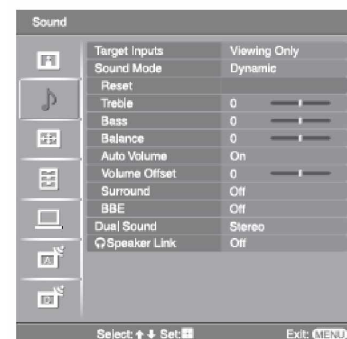 Sound
Target Inputs Viewing Only
Sound Mode Dynamic
Reset
Treble 0
Bass 0
Balance 0
Auto Volume On
Volume Offset 0
Surround Off
BBE Off
Dual Sound Stereo
Speaker Link Off
A
D
Select: ↑ ↓ Set: Exit: MENU